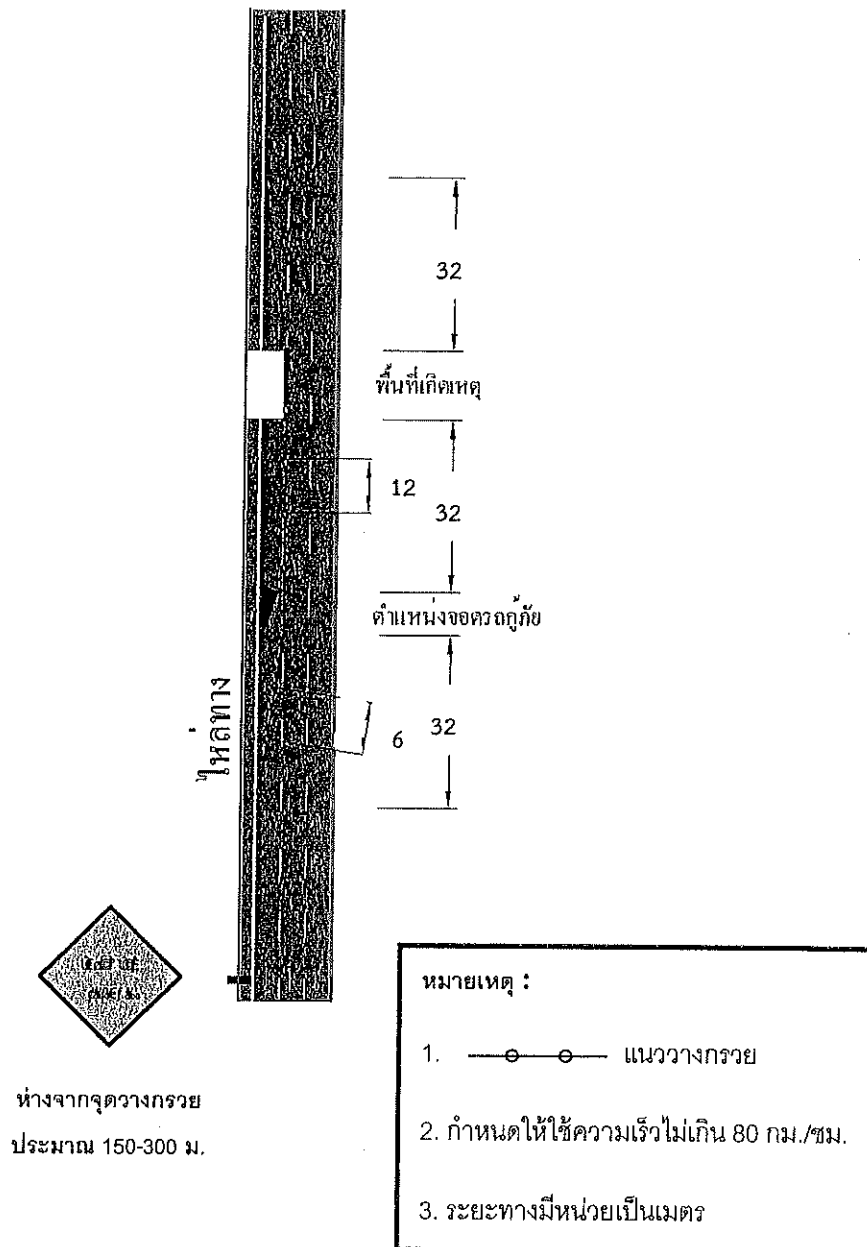 32
พื้นที่เกิดเหตุ
12
32
ตำแหน่งจอดรถกู้ภัย
ไหล่ทาง
6
32
ห่างจากจุดวางกรวย
ประมาณ 150-300 ม.
หมายเหตุ :
1. แนววางกรวย
2. กำหนดให้ใช้ความเร็วไม่เกิน 80 กม./ชม.
3. ระยะทางมีหน่วยเป็นเมตร